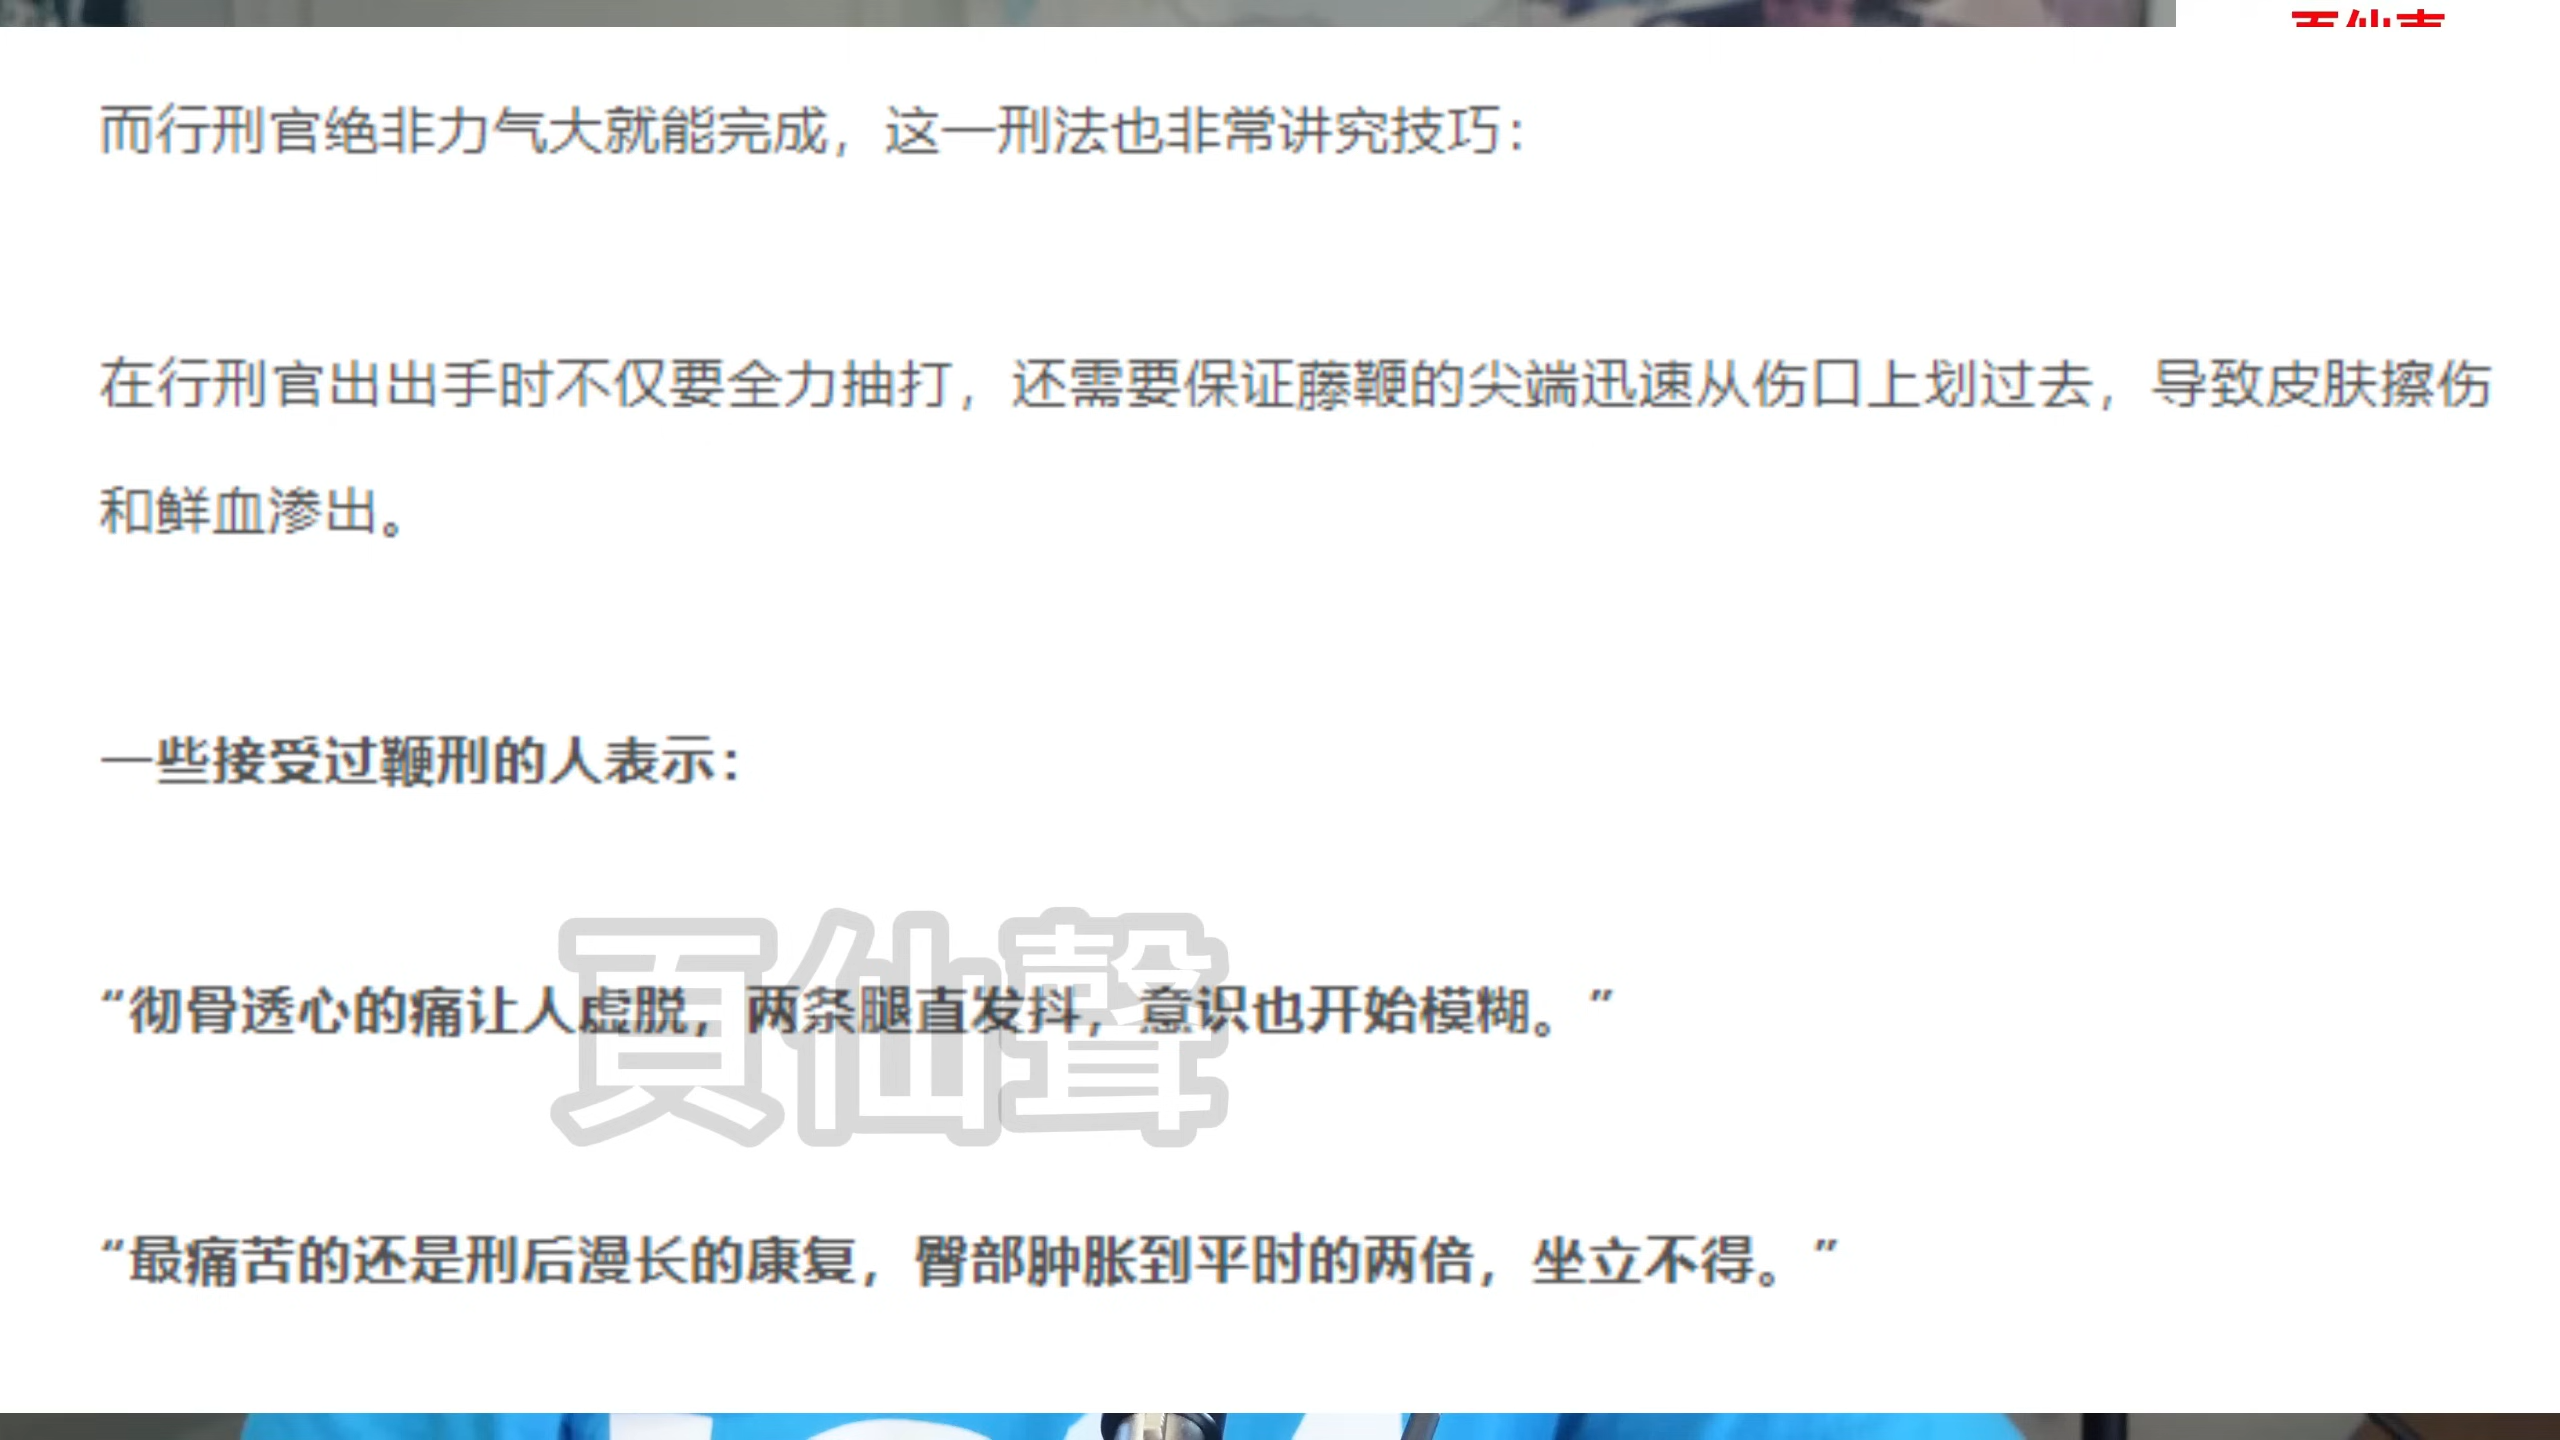 而行刑官绝非力气大就能完成，这一刑法也非常讲究技巧：
在行刑官出出手时不仅要全力抽打，还需要保证藤鞭的尖端迅速从伤口上划过去，导致皮肤擦伤
和鲜血渗出。
一些接受过鞭刑的人表示：
頁仙聲
“彻骨透心的痛让人虚脱，两条腿直发抖，意识也开始模糊。”
“最痛苦的还是刑后漫长的康复，臀部肿胀到平时的两倍，坐立不得。”